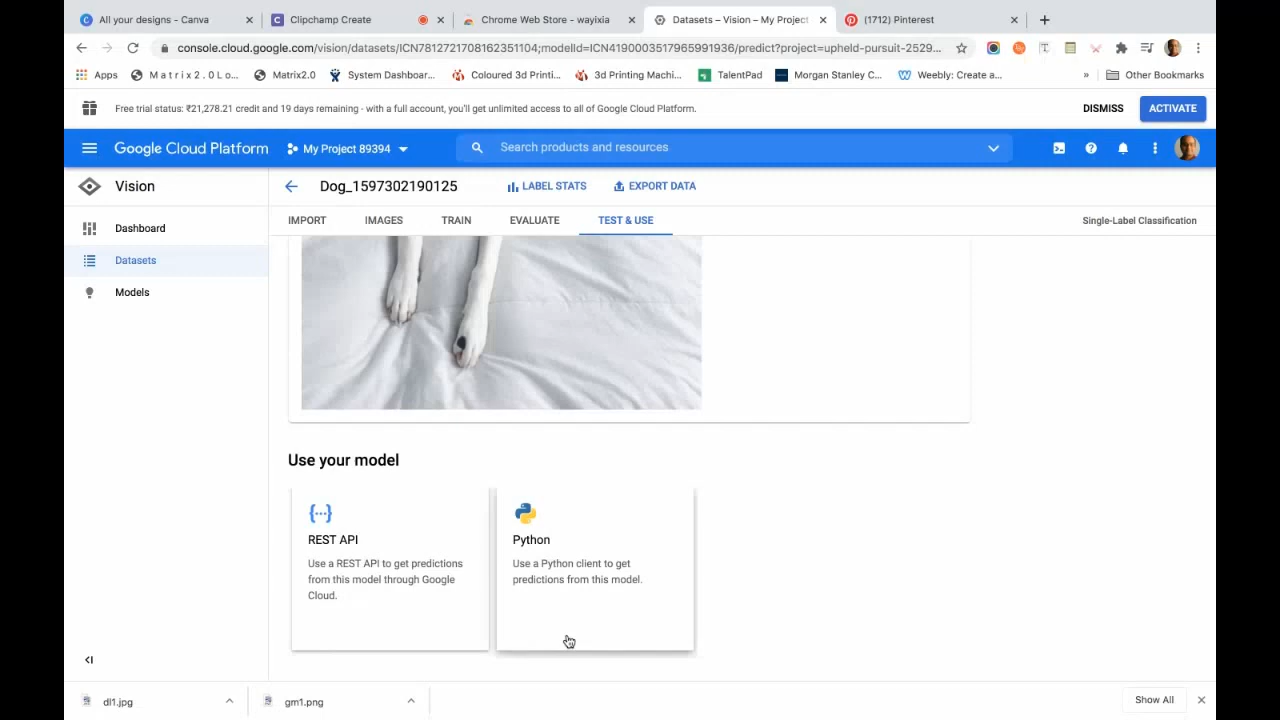 All your designs - Canva
Clipchamp Create
Chrome Web Store - wayixia
Datasets – Vision – My Project
(1712) Pinterest
console.cloud.google.com/vision/datasets/ICN7812721708162351104;modelId=ICN4190003517965991936/predict?project=upheld-pursuit-2529...
Apps
M a t r i x 2 . 0 L o...
Matrix2.0
System Dashboar...
Coloured 3d Printi...
3d Printing Machi...
TalentPad
Morgan Stanley C...
Weebly: Create a...
»
Other Bookmarks
Free trial status: ₹21,278.21 credit and 19 days remaining - with a full account, you'll get unlimited access to all of Google Cloud Platform.
DISMISS
ACTIVATE
Google Cloud Platform
My Project 89394
Search products and resources
Vision
Dog_1597302190125
LABEL STATS
EXPORT DATA
IMPORT
IMAGES
TRAIN
EVALUATE
TEST & USE
Single-Label Classification
Dashboard
Datasets
Models
Use your model
REST API
Use a REST API to get predictions
from this model through Google
Cloud.
Python
Use a Python client to get
predictions from this model.
dl1.jpg
gm1.png
Show All